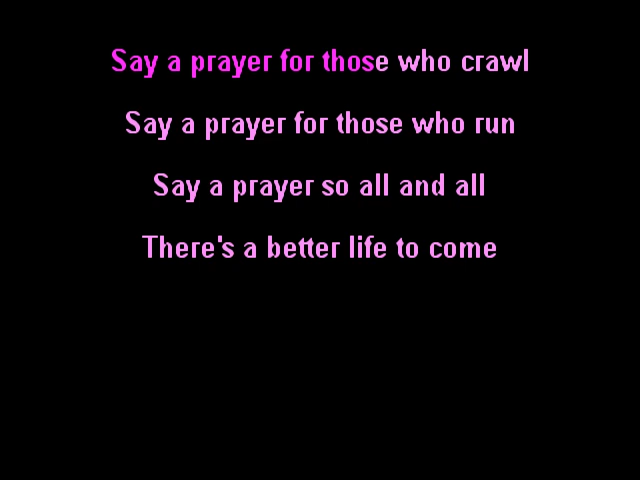 Say a prayer for those who crawl
Say a prayer for those who run
Say a prayer so all and all
There's a better life to come